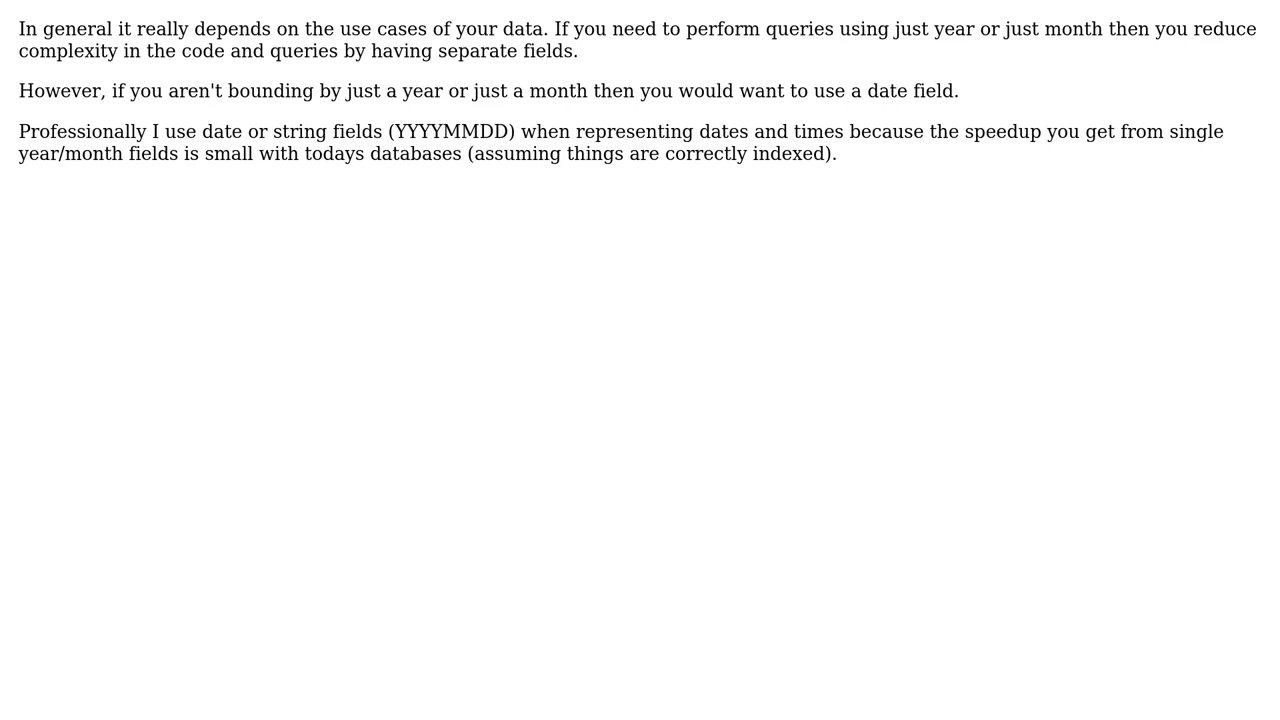 In general it really depends on the use cases of your data. If you need to perform queries using just year or just month then you reduce
complexity in the code and queries by having separate fields.
However, if you aren't bounding by just a year or just a month then you would want to use a date field.
Professionally I use date or string fields (YYYYMMDD) when representing dates and times because the speedup you get from single
year/month fields is small with todays databases (assuming things are correctly indexed).